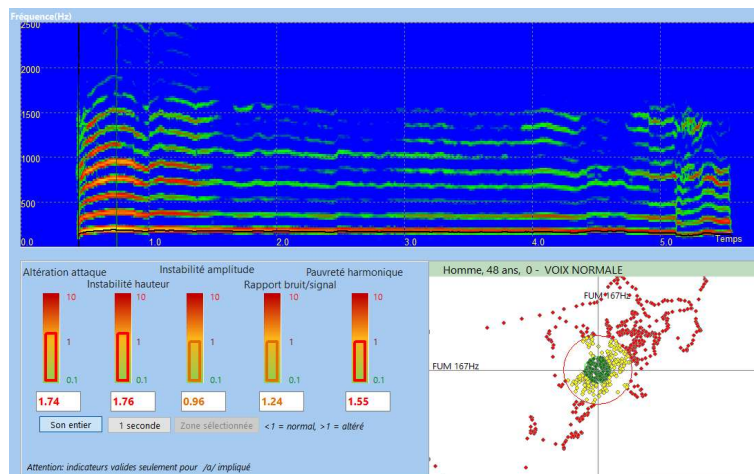 Fréquence(Hz)
2500
2000
1500
1000
500
0.0
1.0
2.0
3.0
4.0
5.0
Temps
Altération attaque
Instabilité hauteur
Instabilité amplitude
Rapport bruit/signal
Pauvreté harmonique
10 10 10 10 10
1 1 1 1 1
0.1 0.1 0.1 0.1 0.1
1.74 1.76 0.96 1.24 1.55
Son entier 1 seconde Zone sélectionnée <1 = normal, >1 = altéré
Attention: indicateurs valides seulement pour /a/ impliqué
Homme, 48 ans, 0 - VOIX NORMALE
FUM 167Hz
FUM 167Hz